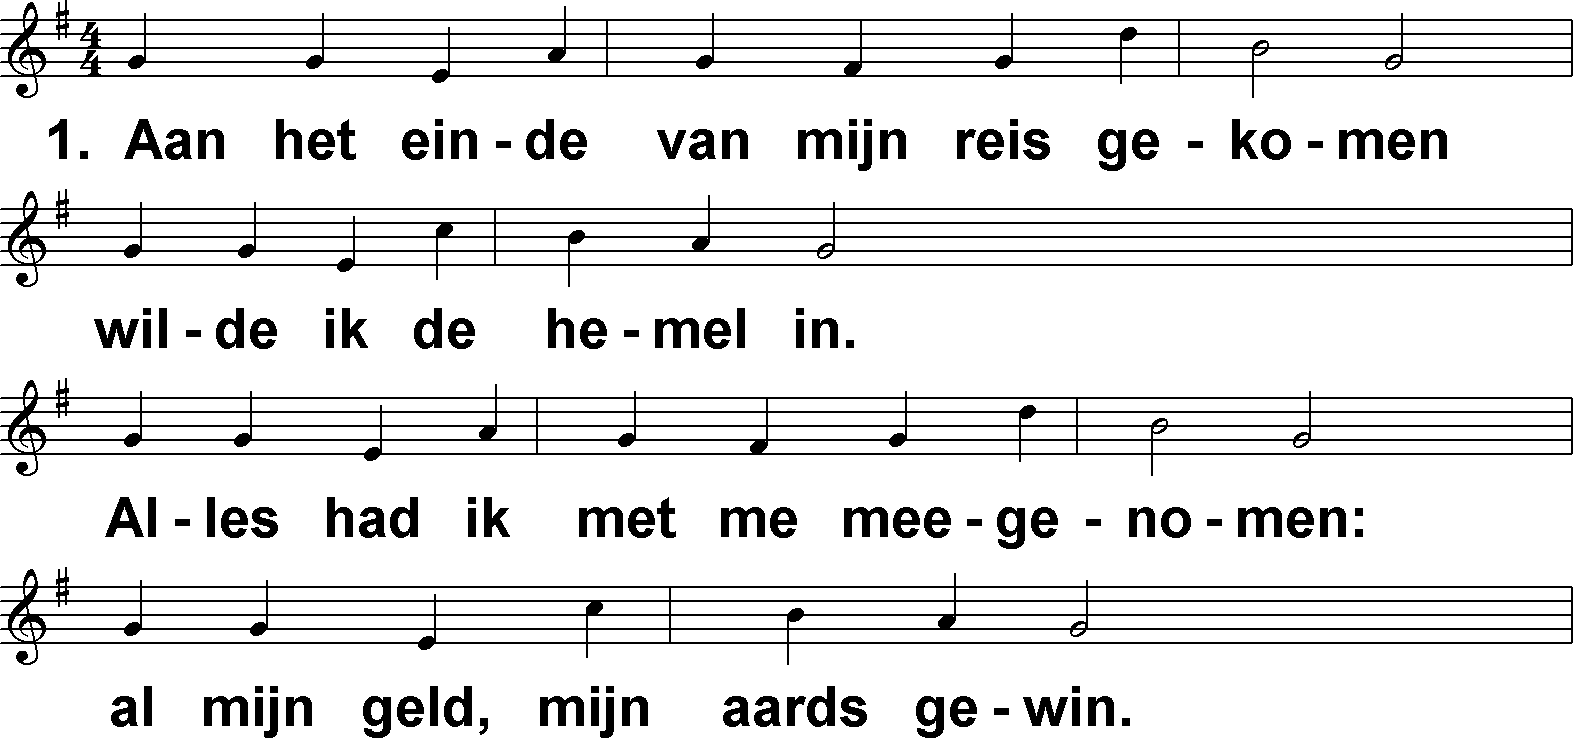 1. Aan het ein - de van mijn reis ge - ko - men
wil - de ik de he - mel in.
Al - les had ik met me mee - ge - no - men:
al mijn geld, mijn aards ge - win.